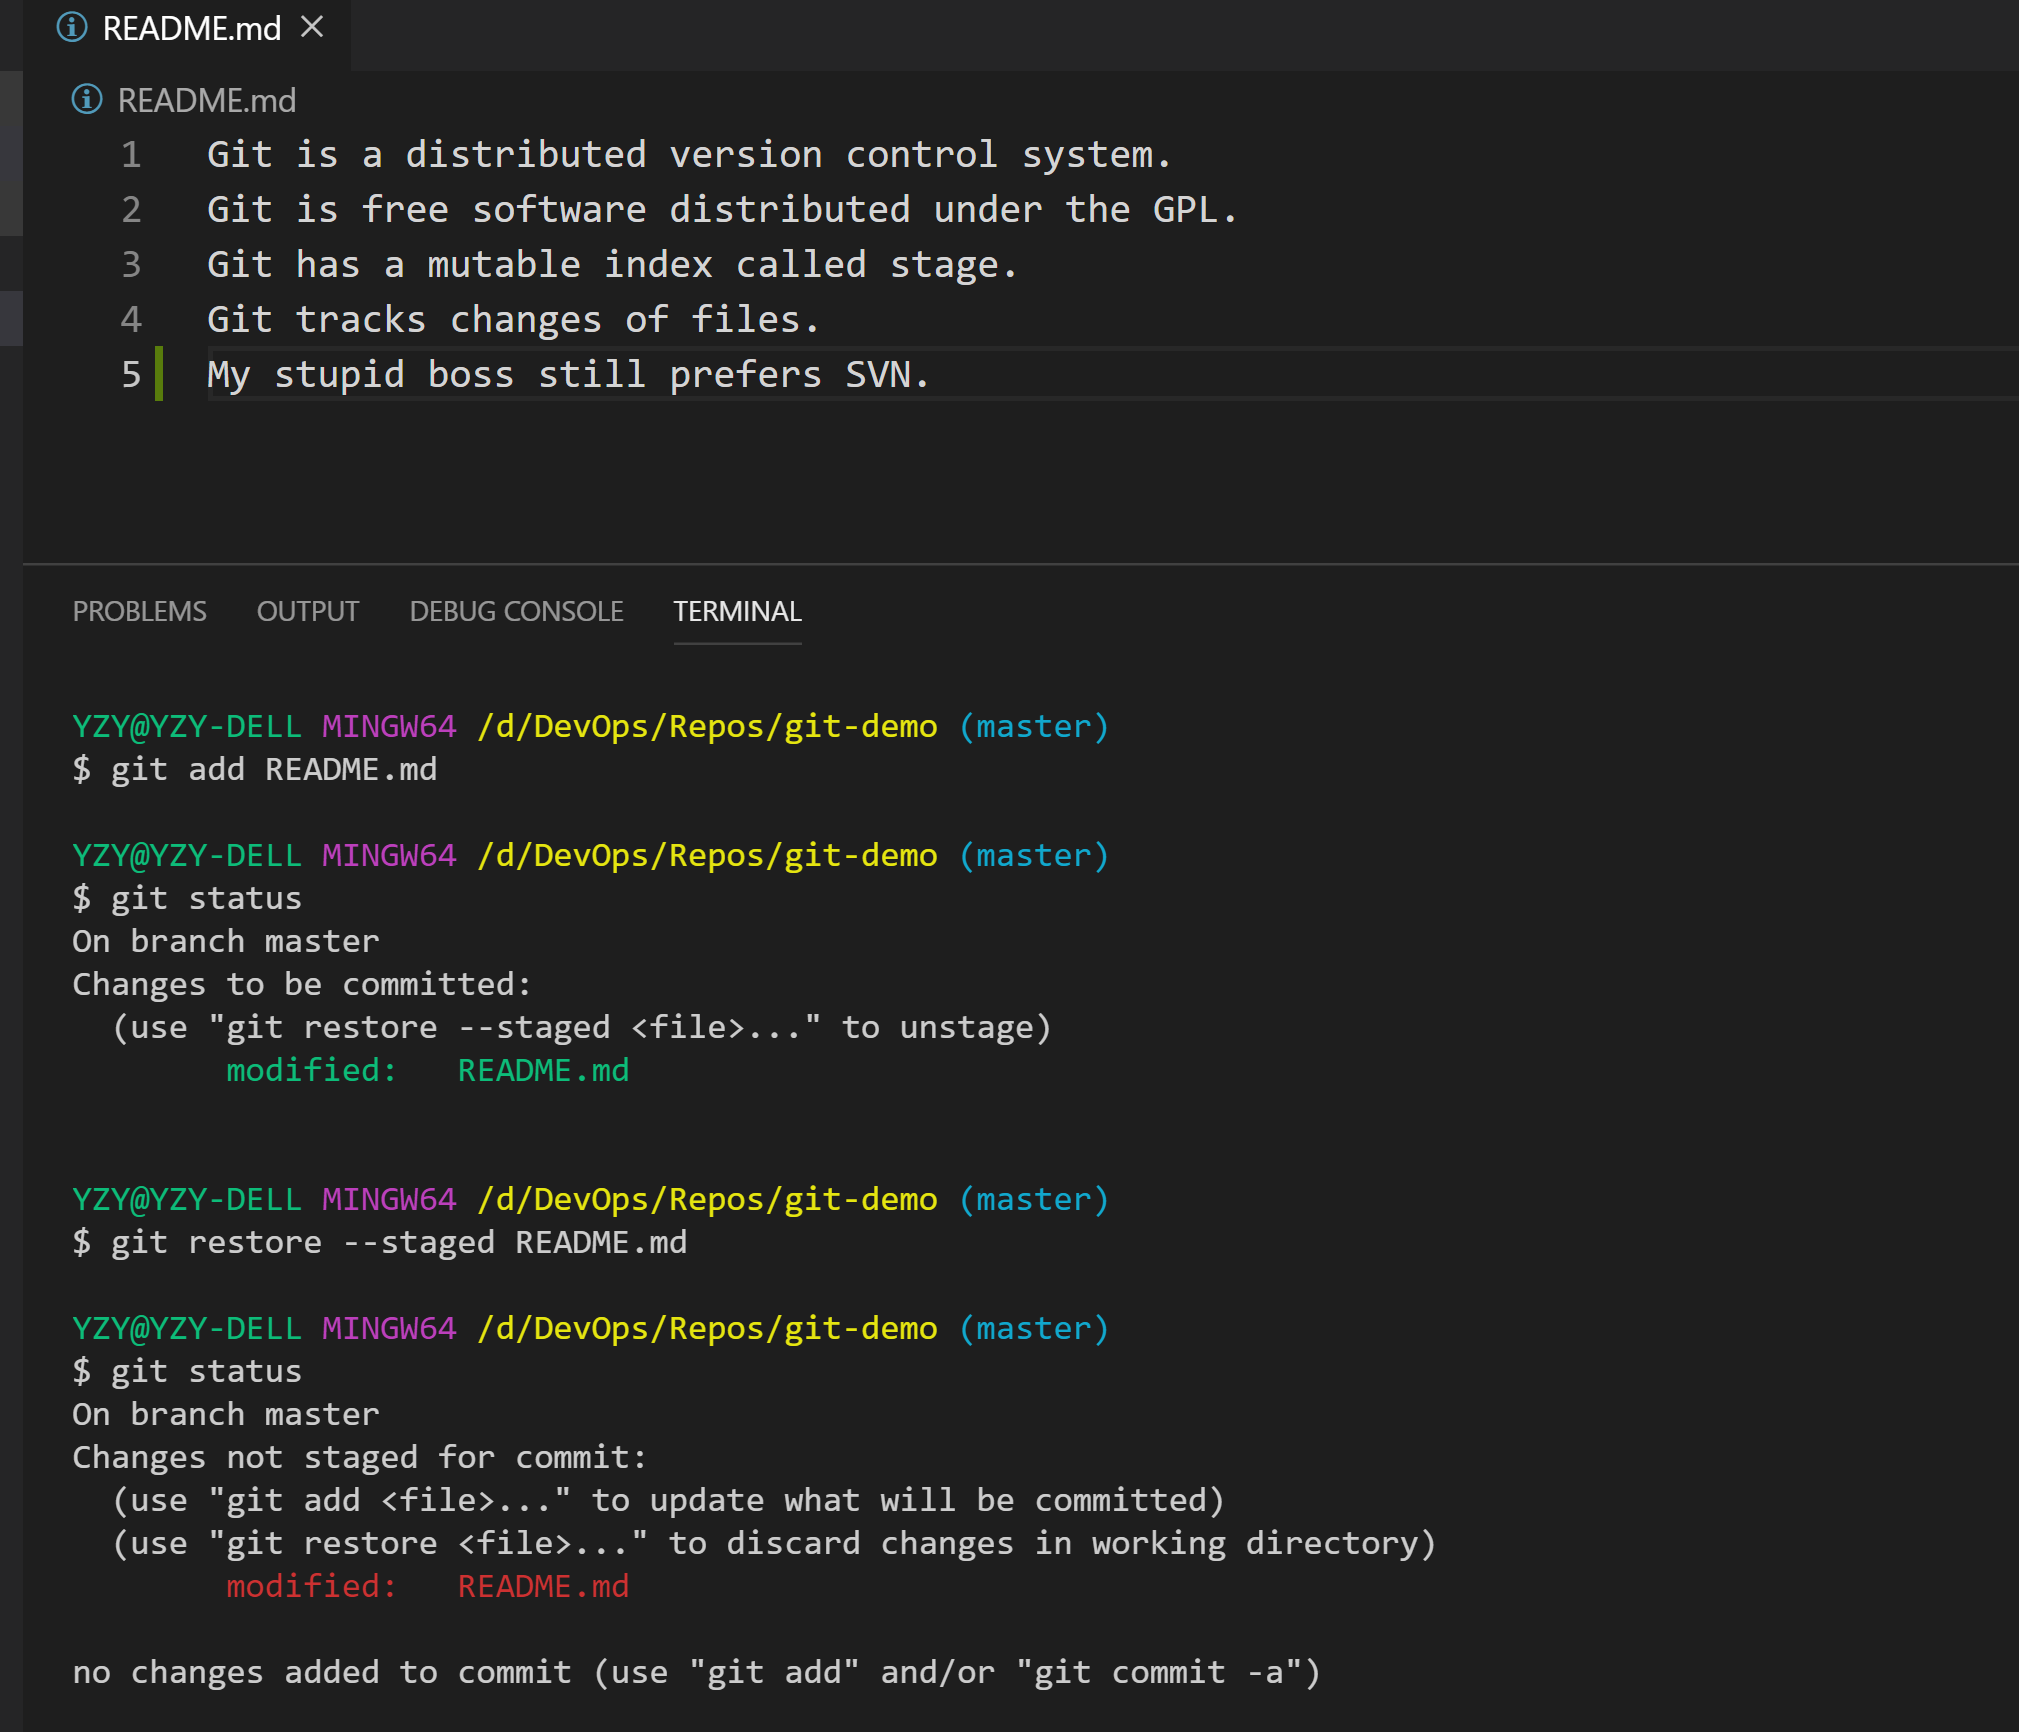 README.md
README.md
1 Git is a distributed version control system.
2 Git is free software distributed under the GPL.
3 Git has a mutable index called stage.
4 Git tracks changes of files.
5 My stupid boss still prefers SVN.
PROBLEMS OUTPUT DEBUG CONSOLE TERMINAL
YZY@YZY-DELL MINGW64 /d/DevOps/Repos/git-demo (master)
$ git add README.md
YZY@YZY-DELL MINGW64 /d/DevOps/Repos/git-demo (master)
$ git status
On branch master
Changes to be committed:
  (use "git restore --staged <file>..." to unstage)
        modified:   README.md
YZY@YZY-DELL MINGW64 /d/DevOps/Repos/git-demo (master)
$ git restore --staged README.md
YZY@YZY-DELL MINGW64 /d/DevOps/Repos/git-demo (master)
$ git status
On branch master
Changes not staged for commit:
  (use "git add <file>..." to update what will be committed)
  (use "git restore <file>..." to discard changes in working directory)
        modified:   README.md
no changes added to commit (use "git add" and/or "git commit -a")